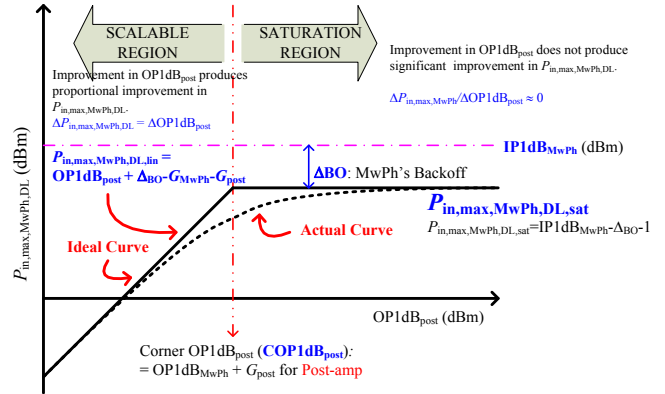 SCALABLE
REGION
SATURATION
REGION
Improvement in OP1dBpost produces
proportional improvement in
Pin,max,MwPh,DL.
ΔPin,max,MwPh,DL = ΔOP1dBpost
Improvement in OP1dBpost does not produce
significant improvement in Pin,max,MwPh,DL.
ΔPin,max,MwPh,DL/ΔOP1dBpost ≈ 0
IP1dBMwPh (dBm)
Pin,max,MwPh,DL,lin =
OP1dBpost + ΔBO-GMwPh-Gpost
ΔBO: MwPh's Backoff
Pin,max,MwPh,DL,sat
Pin,max,MwPh,DL,sat=IP1dBMwPh-ΔBO-1
Ideal Curve
Actual Curve
Pin,max,MwPh,DL (dBm)
OP1dBpost (dBm)
Corner OP1dBpost (COP1dBpost):
= OP1dBMwPh + Gpost for Post-amp